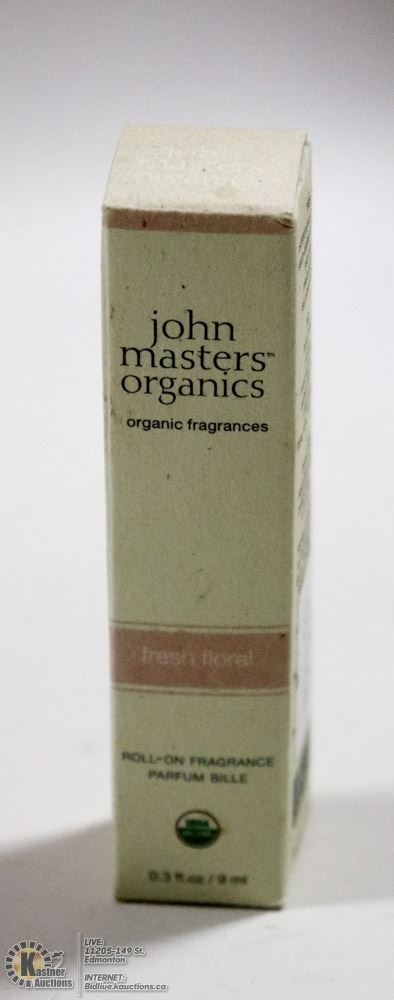 john
masters™
organics
organic fragrances
fresh floral
ROLL-ON FRAGRANCE
PARFUM BILLE
USDA
0.3 fl.oz / 9 ml
Kastner
Auctions
LIVE:
11205-149 St.
Edmonton
INTERNET:
Bidlive.kauctions.ca